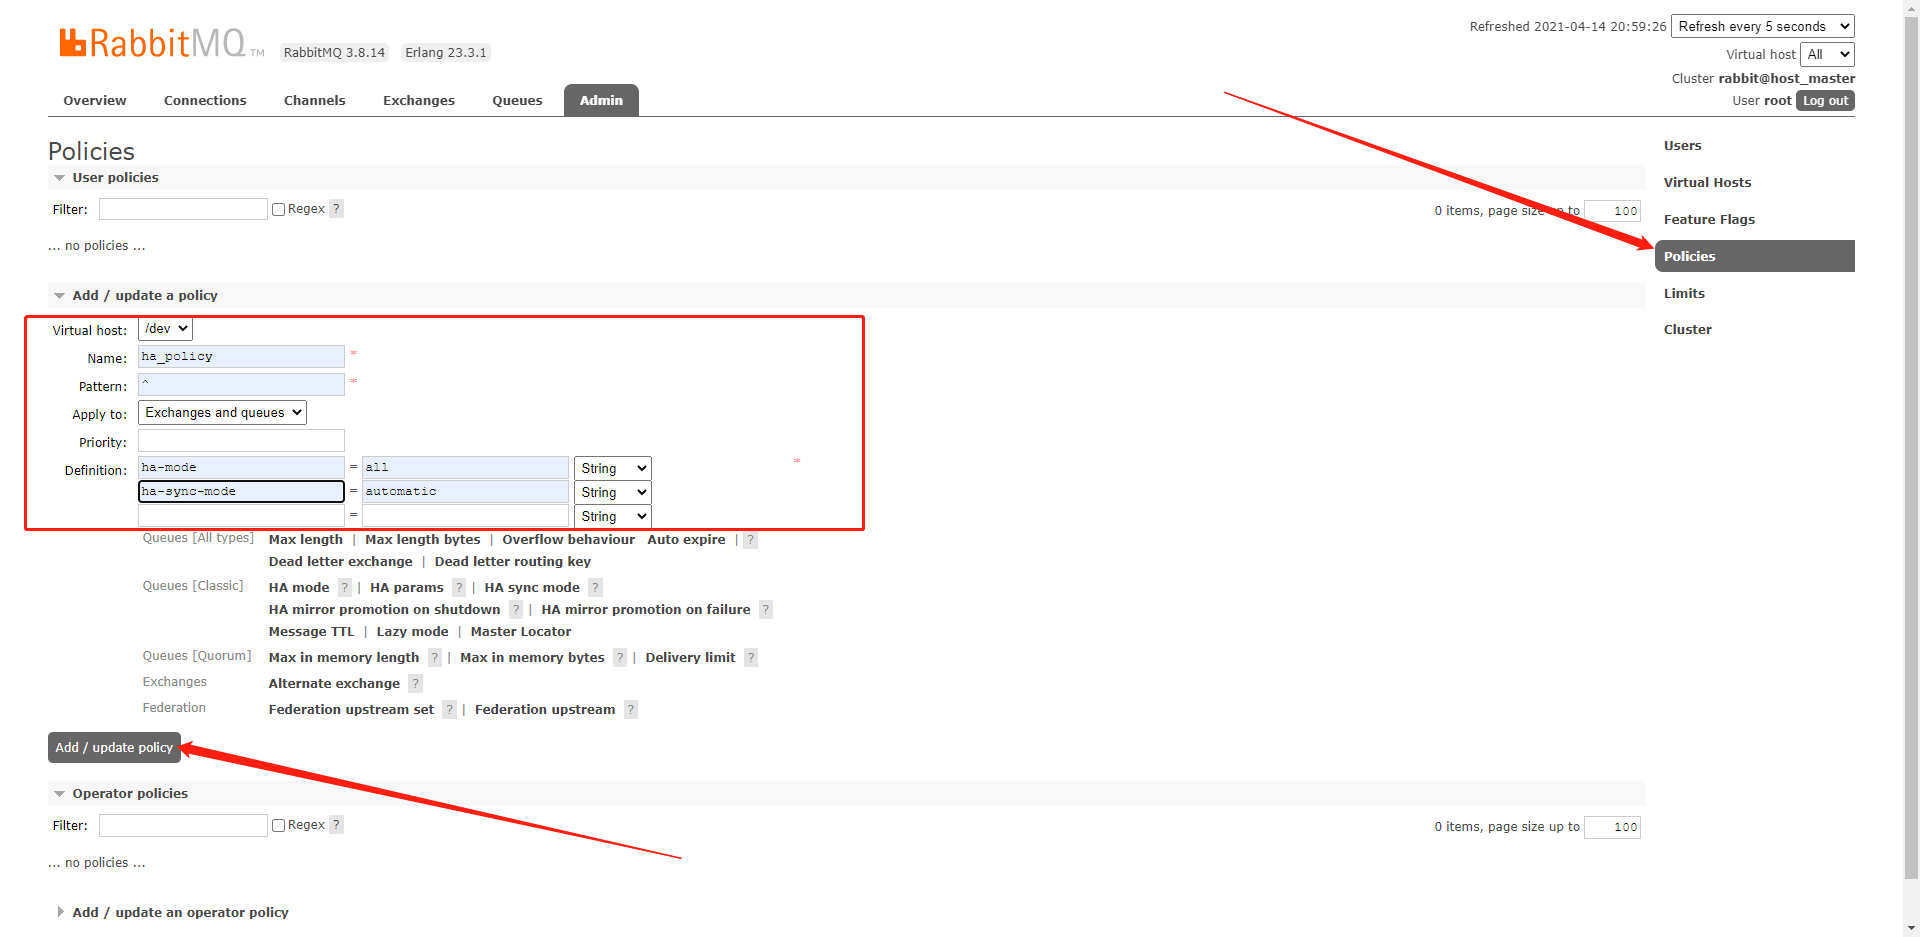 RabbitMQ TM RabbitMQ 3.8.14 Erlang 23.3.1
Refreshed 2021-04-14 20:59:26 Refresh every 5 seconds
Virtual host All
Cluster rabbit@host_master
User root Log out
Overview Connections Channels Exchanges Queues Admin
Users
Virtual Hosts
Feature Flags
Policies
Limits
Cluster
Policies
User policies
Filter: Regex ? 0 items, page size up to 100
... no policies ...
Add / update a policy
Virtual host: /dev
Name: ha_policy *
Pattern: ^ *
Apply to: Exchanges and queues
Priority:
Definition: ha-mode = all String *
ha-sync-mode = automatic String
= String
Queues [All types] Max length | Max length bytes | Overflow behaviour Auto expire | ?
Dead letter exchange | Dead letter routing key
Queues [Classic] HA mode ? | HA params ? | HA sync mode ?
HA mirror promotion on shutdown ? | HA mirror promotion on failure ?
Message TTL | Lazy mode | Master Locator
Queues [Quorum] Max in memory length ? | Max in memory bytes ? | Delivery limit ?
Exchanges Alternate exchange ?
Federation Federation upstream set ? | Federation upstream ?
Add / update policy
Operator policies
Filter: Regex ? 0 items, page size up to 100
... no policies ...
Add / update an operator policy